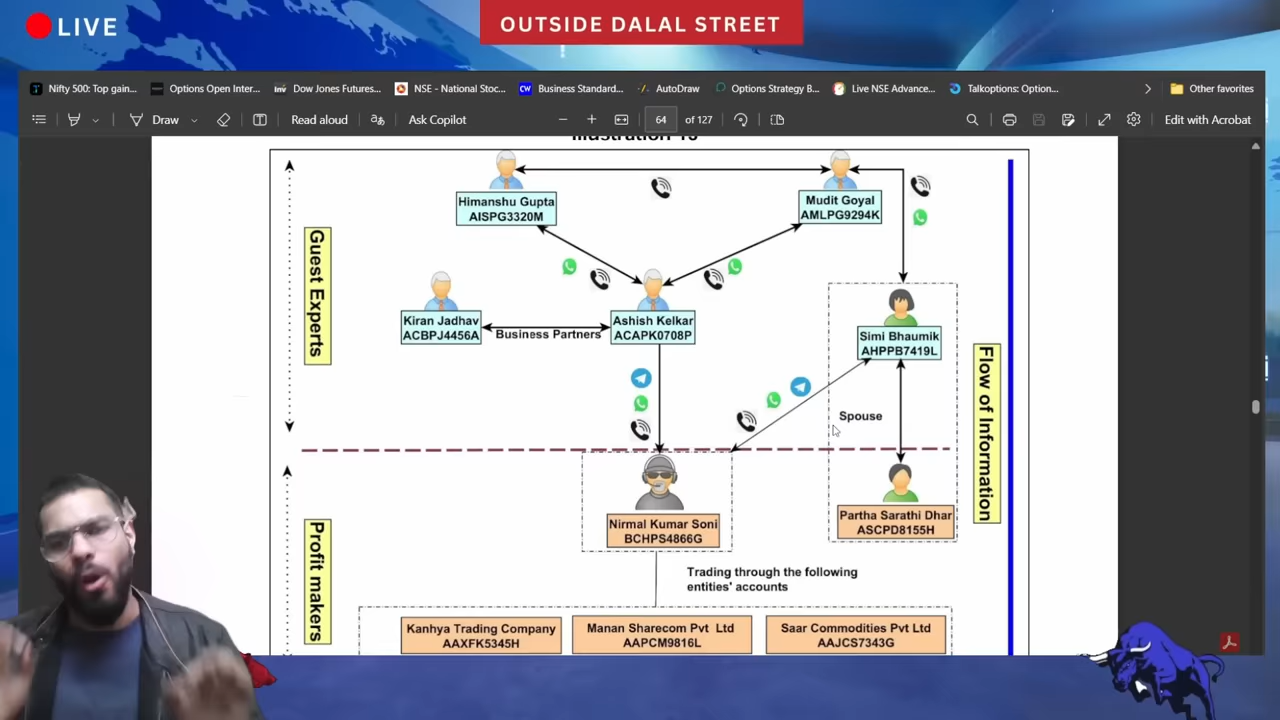 LIVE
OUTSIDE DALAL STREET
Nifty 500: Top gain...
Options Open Inter...
Dow Jones Futures...
NSE - National Stoc...
Business Standard...
AutoDraw
Options Strategy B...
Live NSE Advance...
Talkoptions: Option...
Other favorites
Draw
Read aloud
Ask Copilot
64
of 127
Edit with Acrobat
Guest Experts
Himanshu Gupta
AISPG3320M
Mudit Goyal
AMLPG9294K
Kiran Jadhav
ACBPJ4456A
Business Partners
Ashish Kelkar
ACAPK0708P
Simi Bhaumik
AHPPB7419L
Flow of Information
Spouse
Profit makers
Nirmal Kumar Soni
BCHPS4866G
Partha Sarathi Dhar
ASCPD8155H
Trading through the following
entities' accounts
Kanhya Trading Company
AAXFK5345H
Manan Sharecom Pvt Ltd
AAPCM9816L
Saar Commodities Pvt Ltd
AAJCS7343G